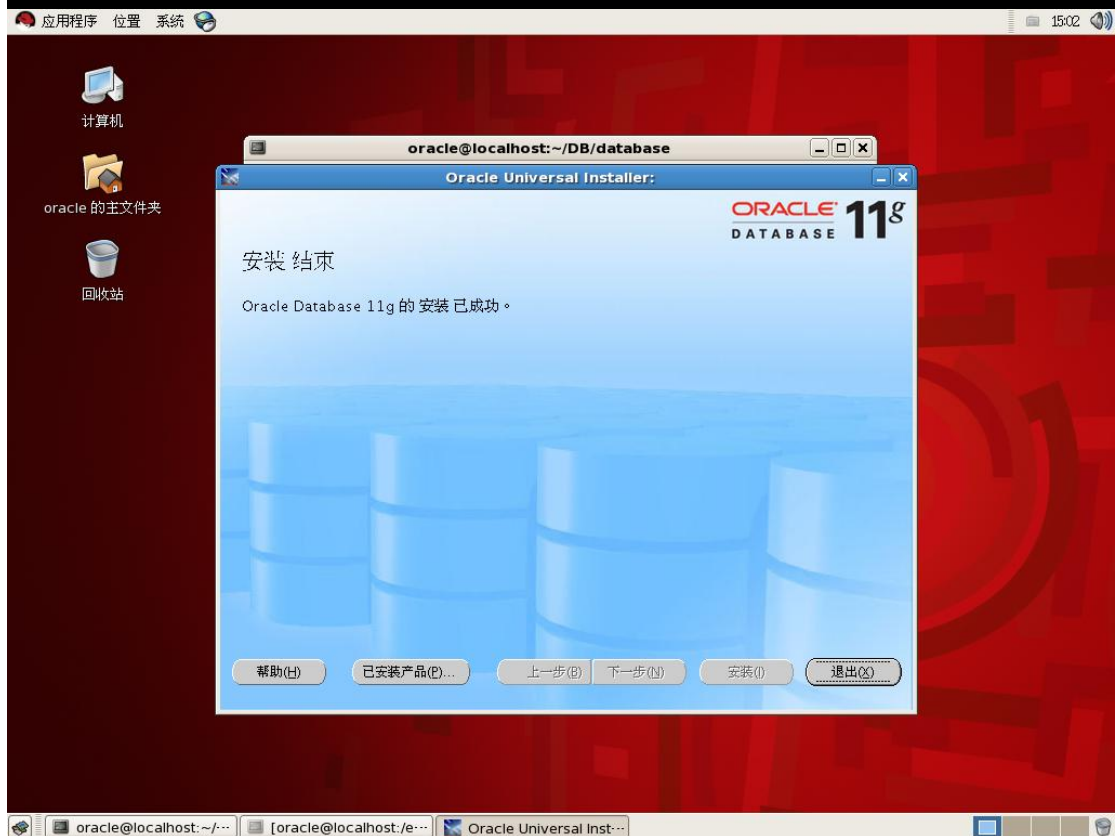 应用程序 位置 系统
15:02
计算机
oracle 的主文件夹
回收站
oracle@localhost:~/DB/database
Oracle Universal Installer:
ORACLE 11g
DATABASE
安装 结束
Oracle Database 11g 的 安装 已成功。
帮助(H) 已安装产品(P)... 上一步(B) 下一步(N) 安装(I) 退出(X)
oracle@localhost:~/··· [oracle@localhost:/e··· Oracle Universal Inst···